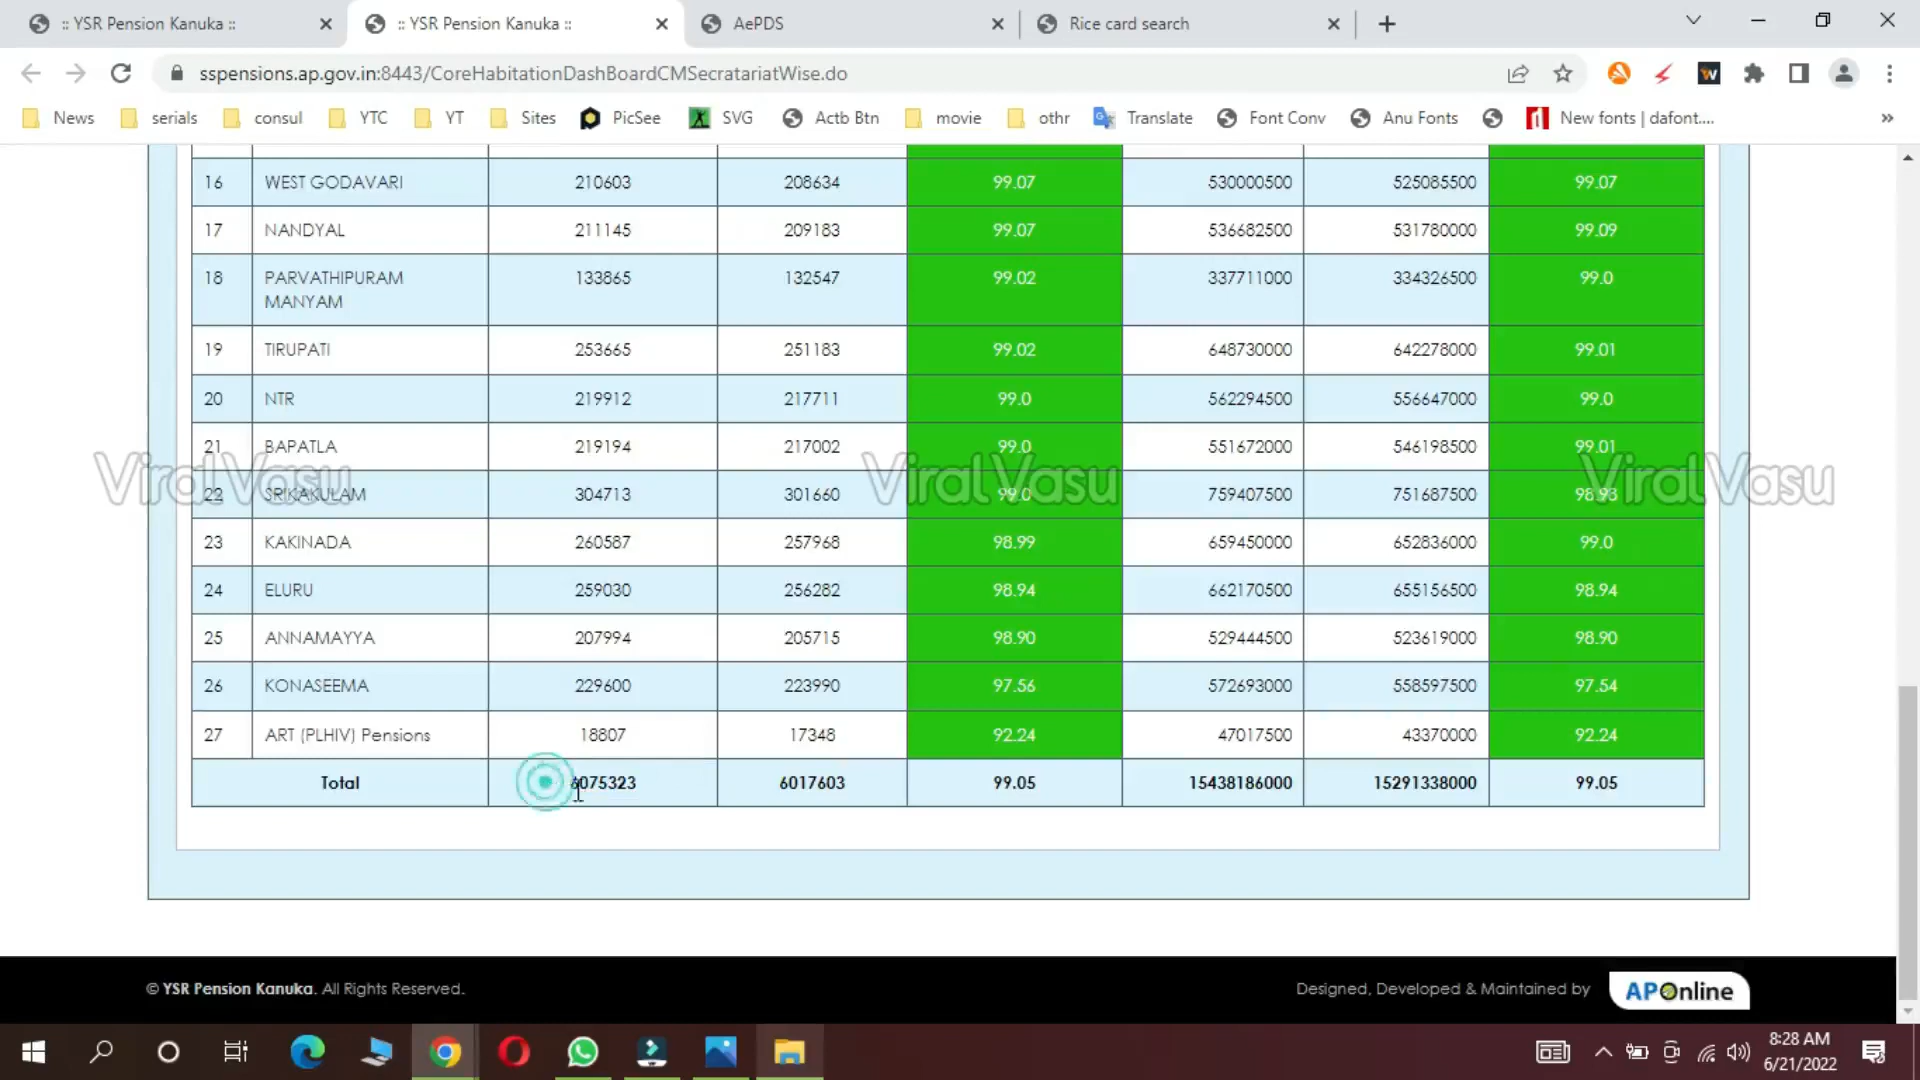 :: YSR Pension Kanuka ::
:: YSR Pension Kanuka ::
AePDS
Rice card search
sspensions.ap.gov.in:8443/CoreHabitationDashBoardCMSecratariatWise.do
News serials consul YTC YT Sites PicSee SVG Actb Btn movie othr Translate Font Conv Anu Fonts New fonts | dafont.... »
16 WEST GODAVARI 210603 208634 99.07 530000500 525085500 99.07
17 NANDYAL 211145 209183 99.07 536682500 531780000 99.09
18 PARVATHIPURAM 133865 132547 99.02 337711000 334326500 99.0
MANYAM
19 TIRUPATI 253665 251183 99.02 648730000 642278000 99.01
20 NTR 219912 217711 99.0 562294500 556647000 99.0
21 BAPATLA 219194 217002 99.0 551672000 546198500 99.01
Viral Vasu Viral Vasu Viral Vasu
22 SRIKAKULAM 304713 301660 99.0 759407500 751687500 98.93
23 KAKINADA 260587 257968 98.99 659450000 652836000 99.0
24 ELURU 259030 256282 98.94 662170500 655156500 98.94
25 ANNAMAYYA 207994 205715 98.90 529444500 523619000 98.90
26 KONASEEMA 229600 223990 97.56 572693000 558597500 97.54
27 ART (PLHIV) Pensions 18807 17348 92.24 47017500 43370000 92.24
Total 6075323 6017603 99.05 15438186000 15291338000 99.05
© YSR Pension Kanuka. All Rights Reserved.
Designed, Developed & Maintained by APOnline
8:28 AM
6/21/2022